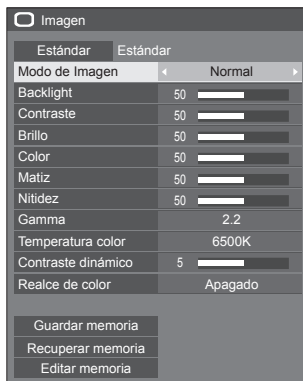 Imagen
Estándar Estándar
Modo de Imagen Normal
Backlight 50
Contraste 50
Brillo 50
Color 50
Matiz 50
Nitidez 50
Gamma 2.2
Temperatura color 6500K
Contraste dinámico 5
Realce de color Apagado
Guardar memoria
Recuperar memoria
Editar memoria